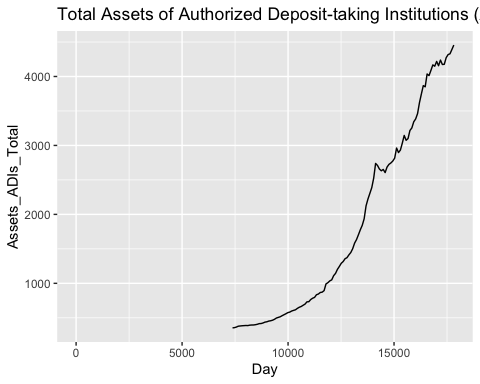 Total Assets of Authorized Deposit-taking Institutions (
4000
3000
2000
1000
Assets_ADIs_Total
0 5000 10000 15000
Day